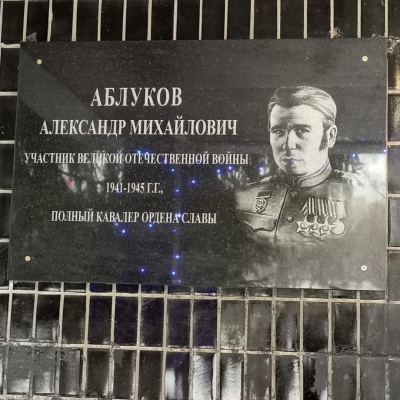 АБЛУКОВ
АЛЕКСАНДР МИХАЙЛОВИЧ
УЧАСТНИК ВЕЛИКОЙ ОТЕЧЕСТВЕННОЙ ВОЙНЫ
1941-1945 Г.Г.,
ПОЛНЫЙ КАВАЛЕР ОРДЕНА СЛАВЫ